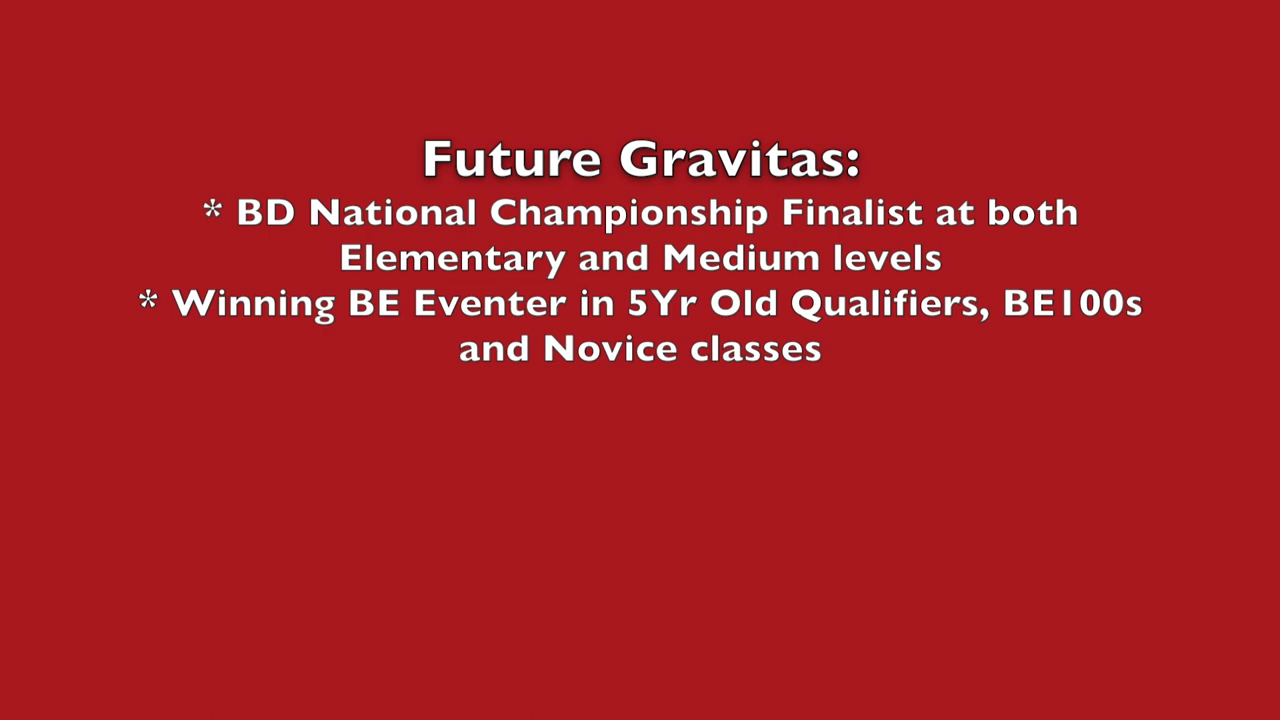 Future Gravitas:
* BD National Championship Finalist at both
Elementary and Medium levels
* Winning BE Eventer in 5Yr Old Qualifiers, BE100s
and Novice classes